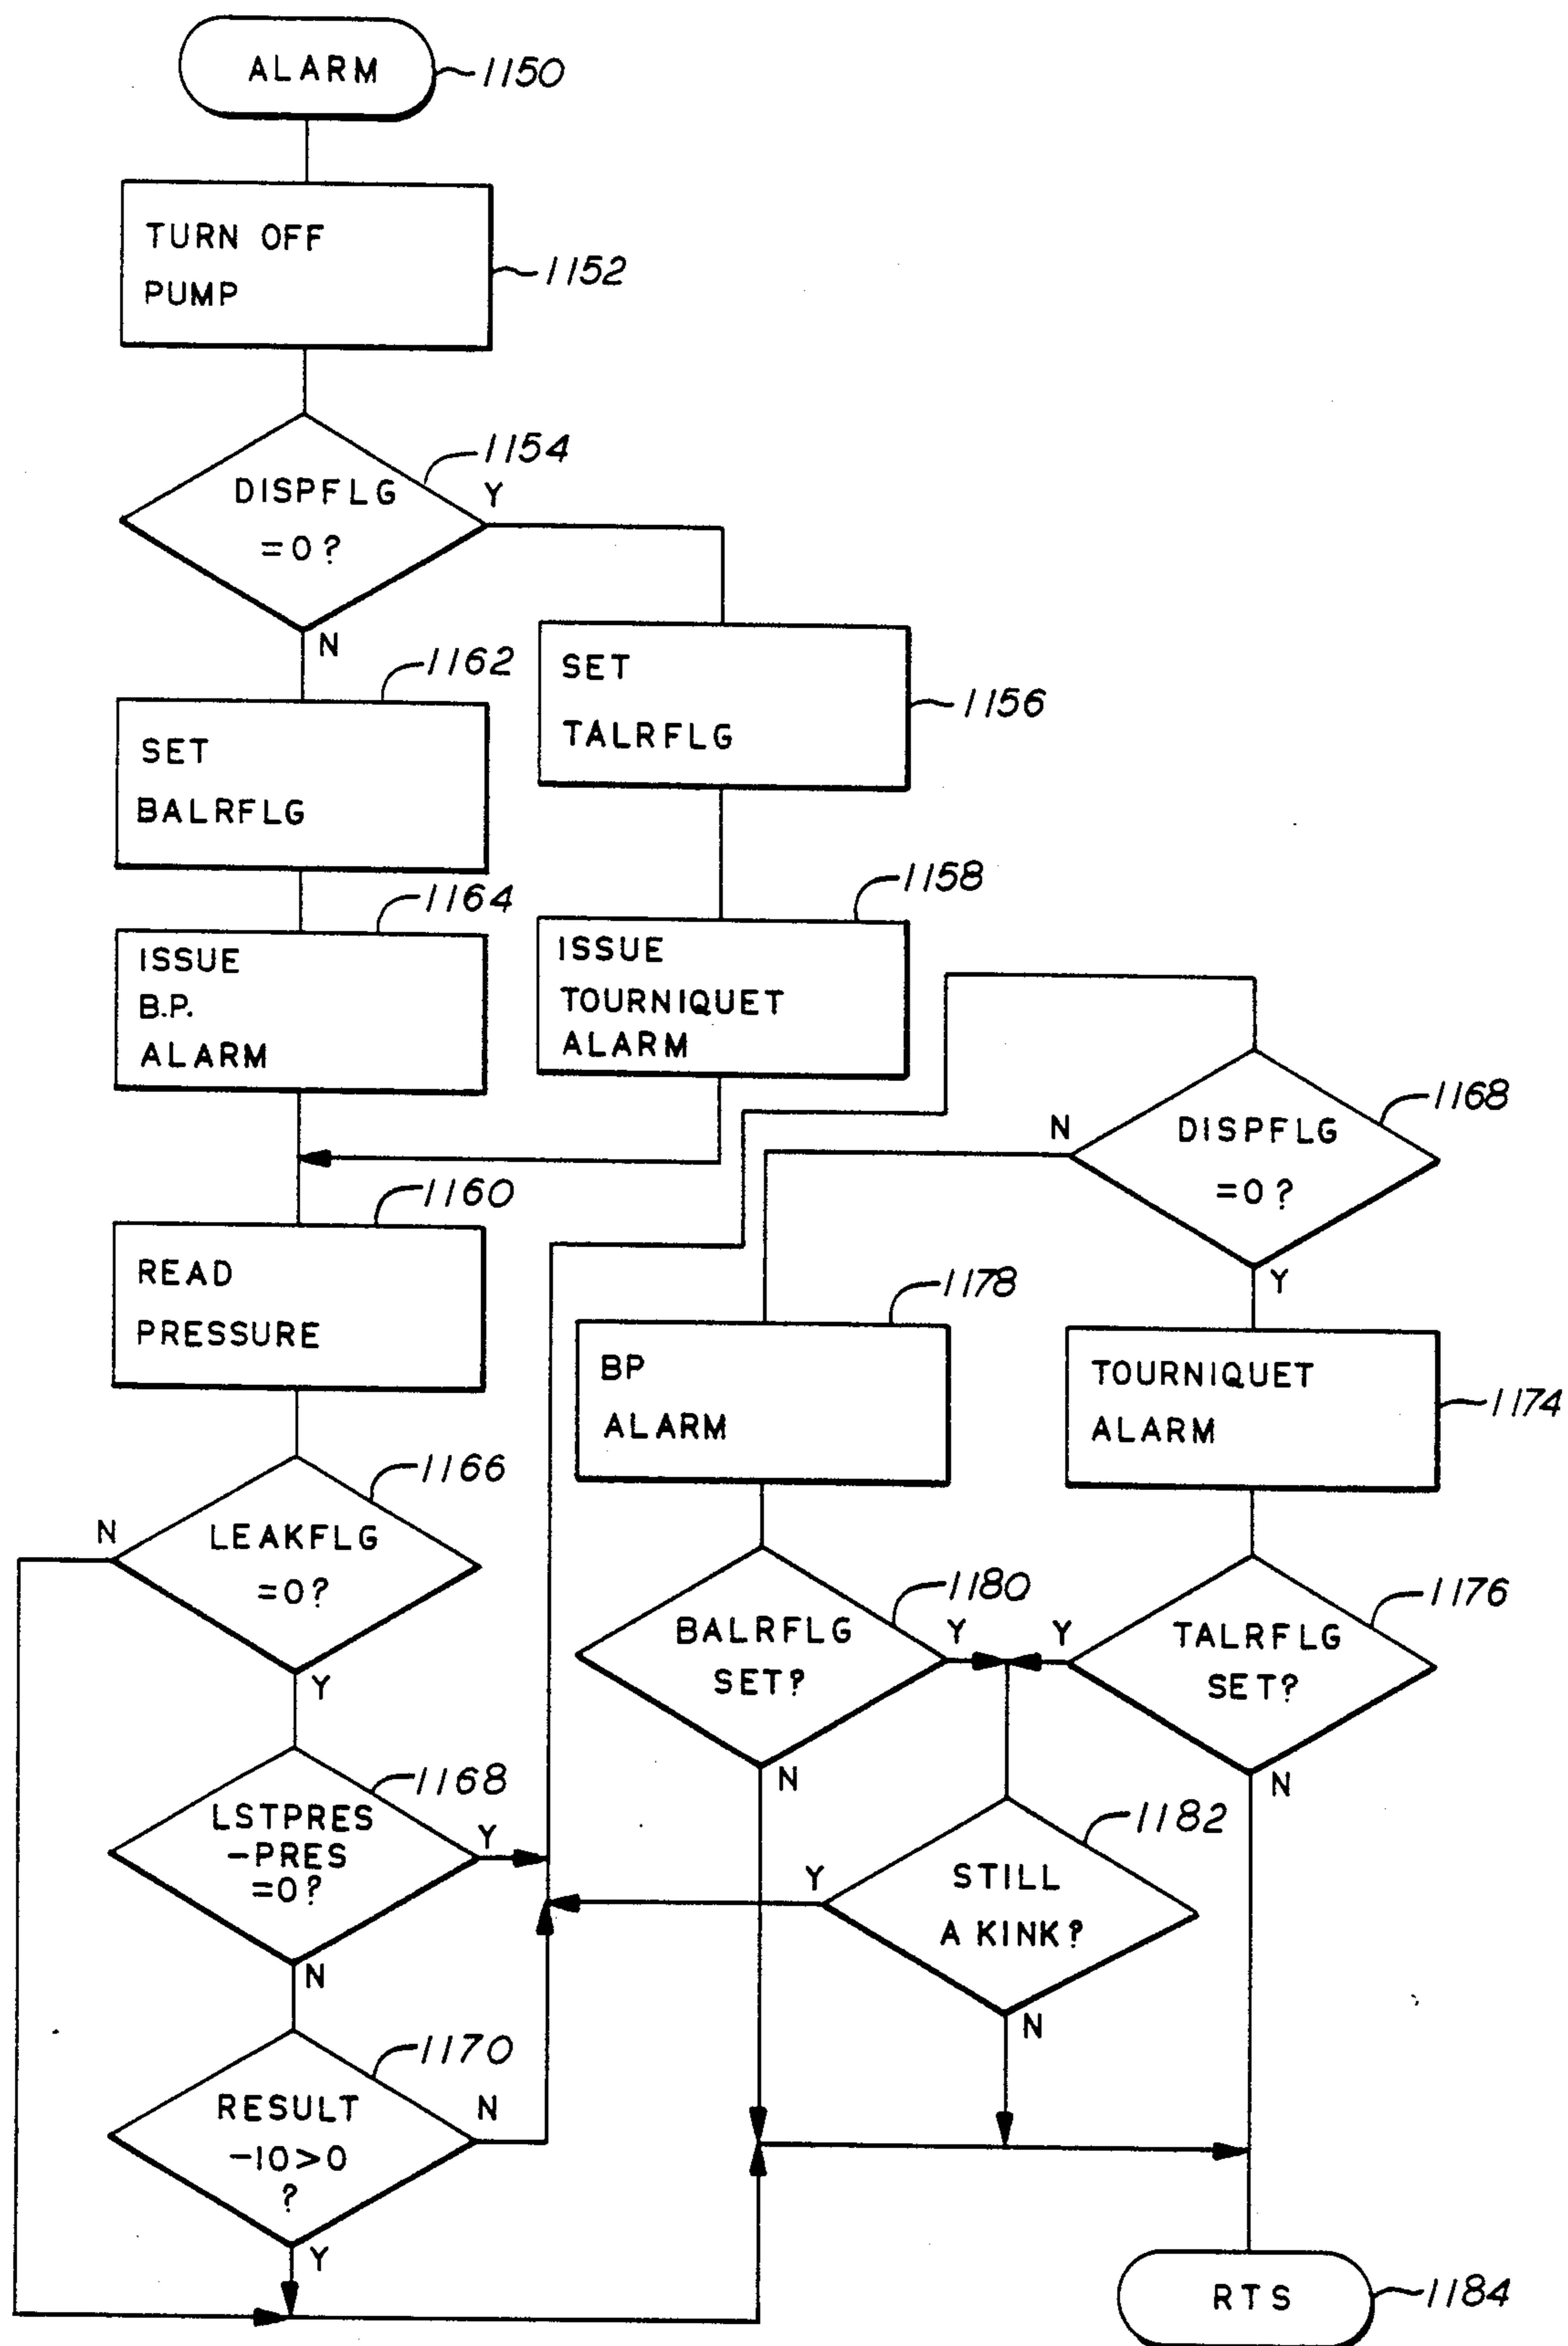 ALARM
1150
TURN OFF
PUMP
1152
1154
DISPFLG
=0?
Y
N
1162
SET
BALRFLG
SET
TALRFLG
1156
1164
ISSUE
B.P.
ALARM
1158
ISSUE
TOURNIQUET
ALARM
1168
DISPFLG
=0?
N
Y
1160
READ
PRESSURE
1178
BP
ALARM
TOURNIQUET
ALARM
1174
1166
N
LEAKFLG
=0?
Y
1180
BALRFLG
SET?
Y
N
1176
Y
TALRFLG
SET?
N
1168
LSTPRES
-PRES
=0?
Y
N
1182
Y
STILL
A KINK?
N
1170
RESULT
-10>0
?
N
Y
RTS
1184